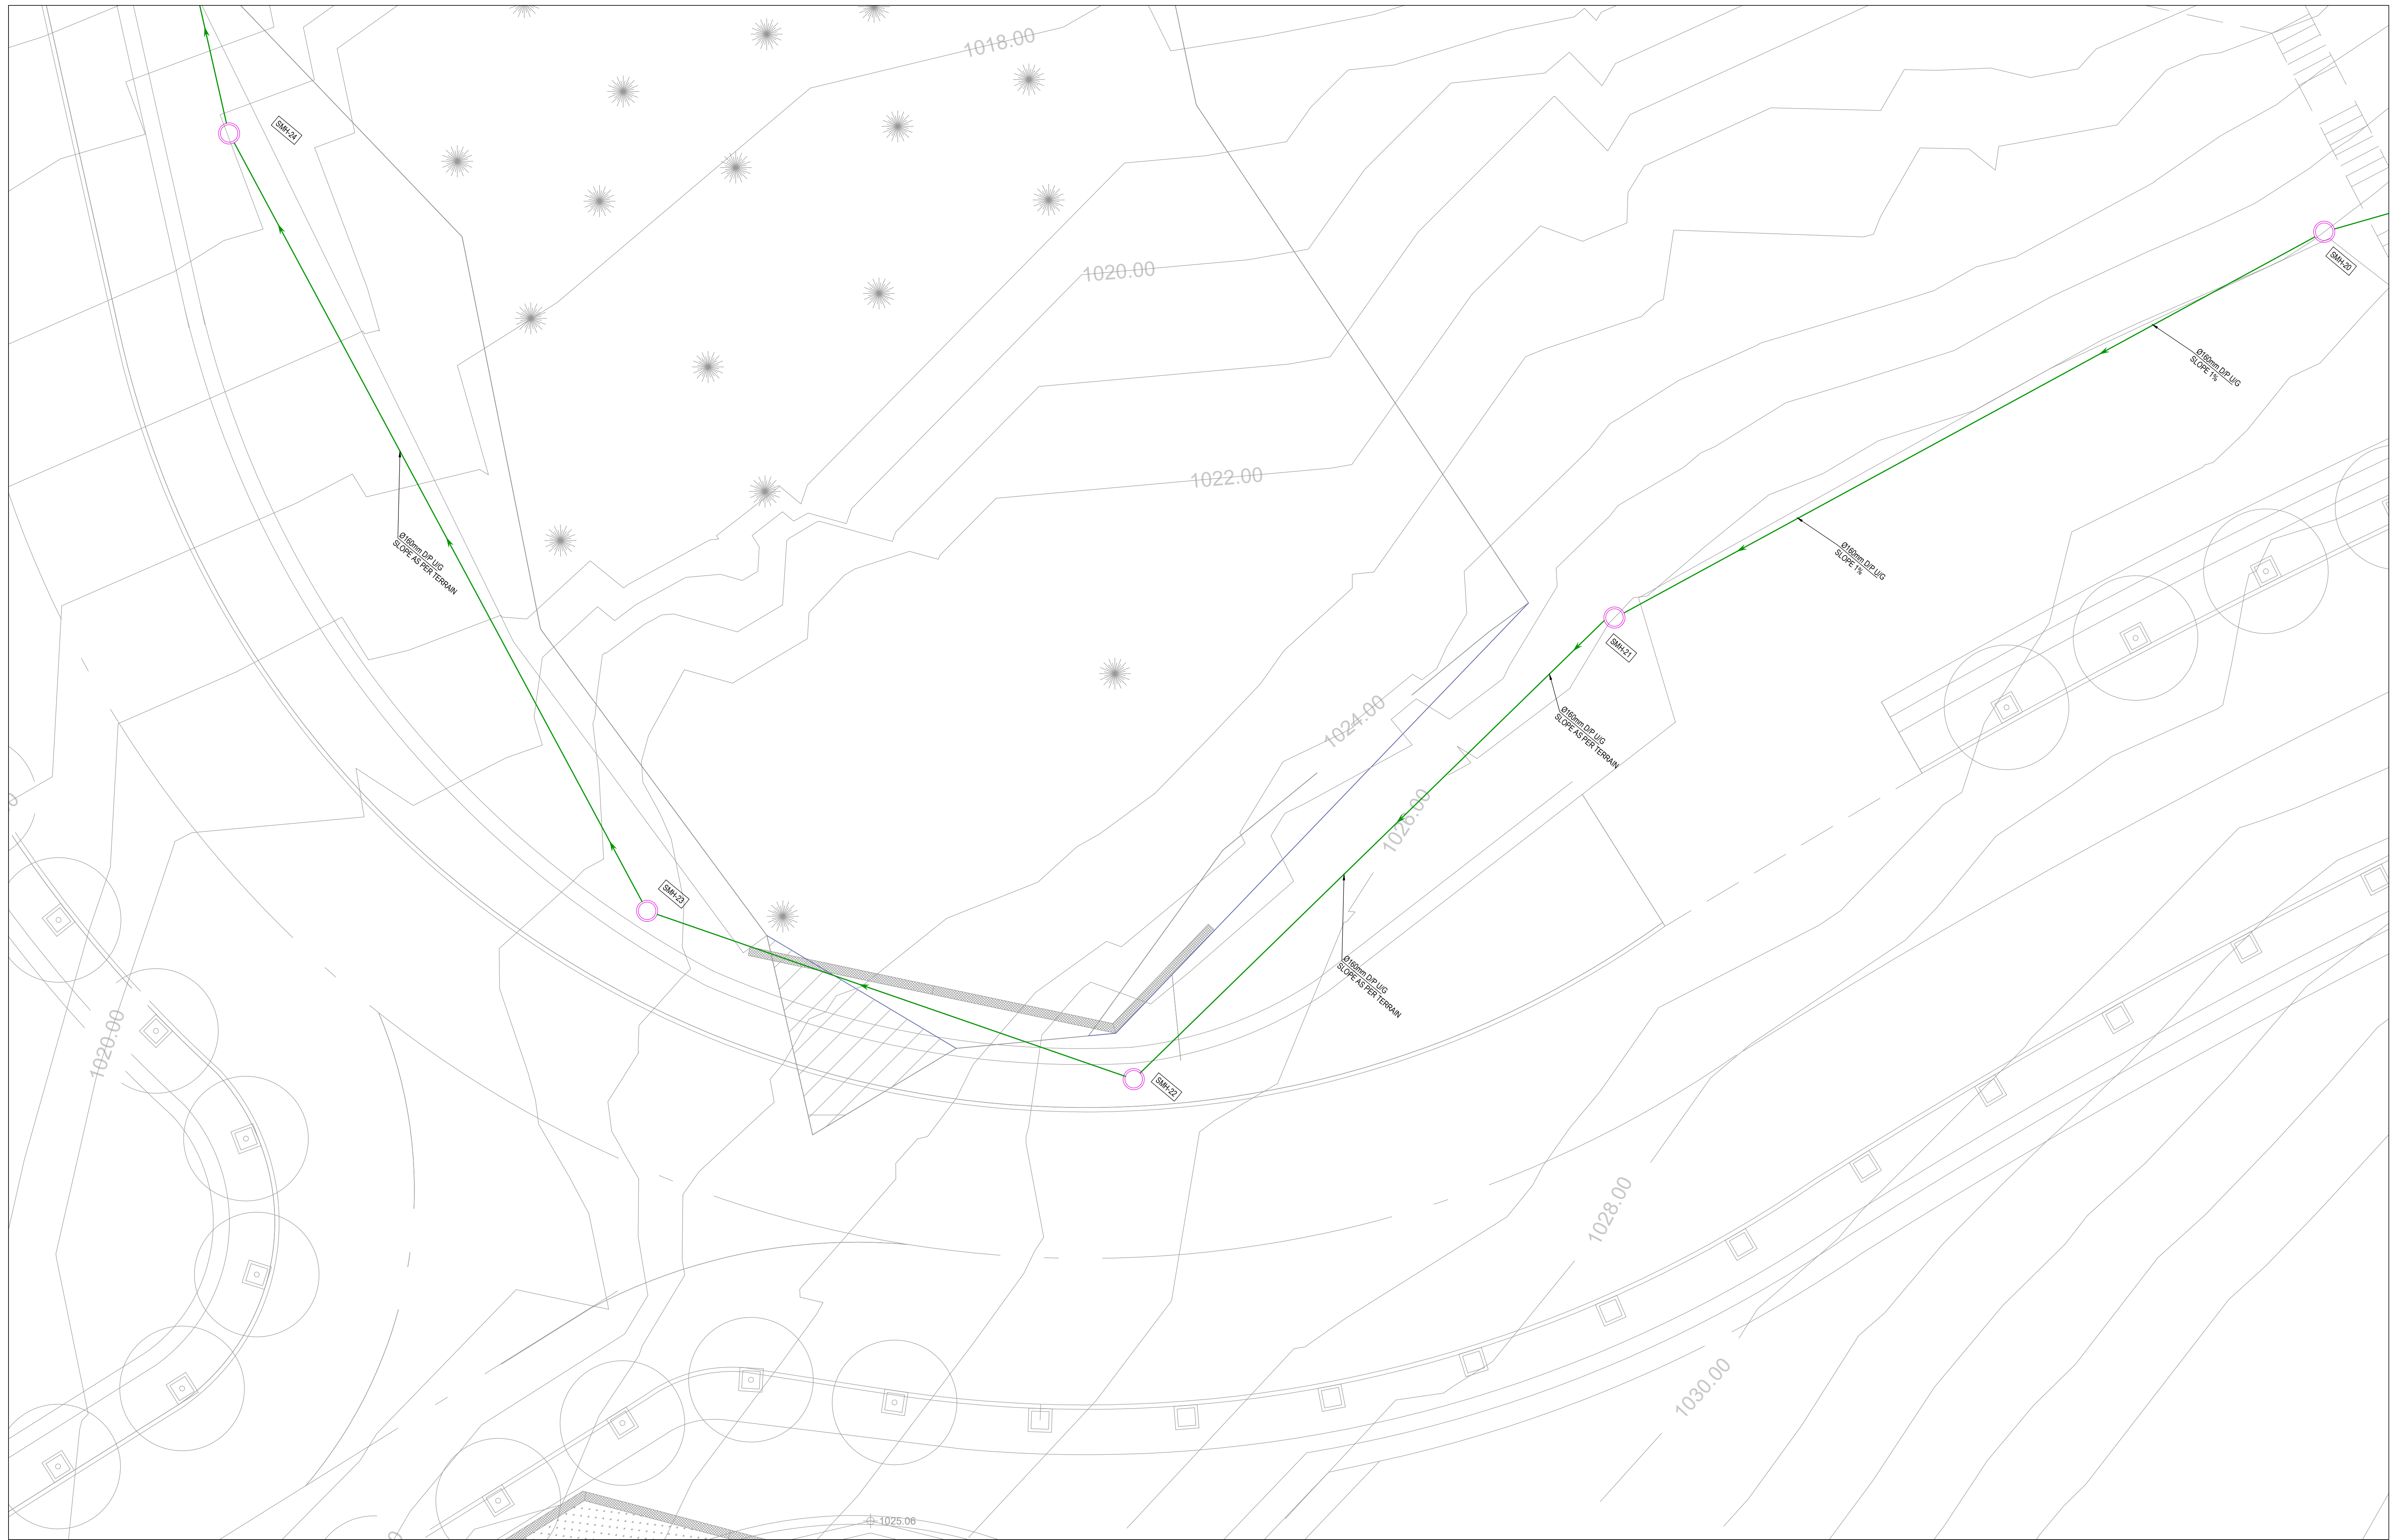 1018.00
SMH-24
1020.00
SMH-20
Ø160mm D/P U/G
SLOPE 1%
1022.00
Ø160mm D/P U/G
SLOPE AS PER TERRAIN
Ø160mm D/P U/G
SLOPE 1%
SMH-21
1024.00
Ø160mm D/P U/G
SLOPE AS PER TERRAIN
1026.00
SMH-23
Ø160mm D/P U/G
SLOPE AS PER TERRAIN
1020.00
SMH-22
1028.00
1030.00
1025.06